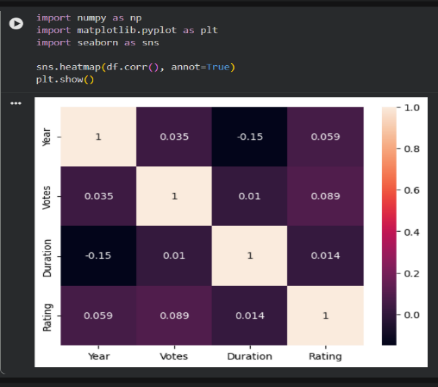 import numpy as np
import matplotlib.pyplot as plt
import seaborn as sns
sns.heatmap(df.corr(), annot=True)
plt.show()
Year 1 0.035 -0.15 0.059
Votes 0.035 1 0.01 0.089
Duration -0.15 0.01 1 0.014
Rating 0.059 0.089 0.014 1
Year Votes Duration Rating
1.0
0.8
0.6
0.4
0.2
0.0